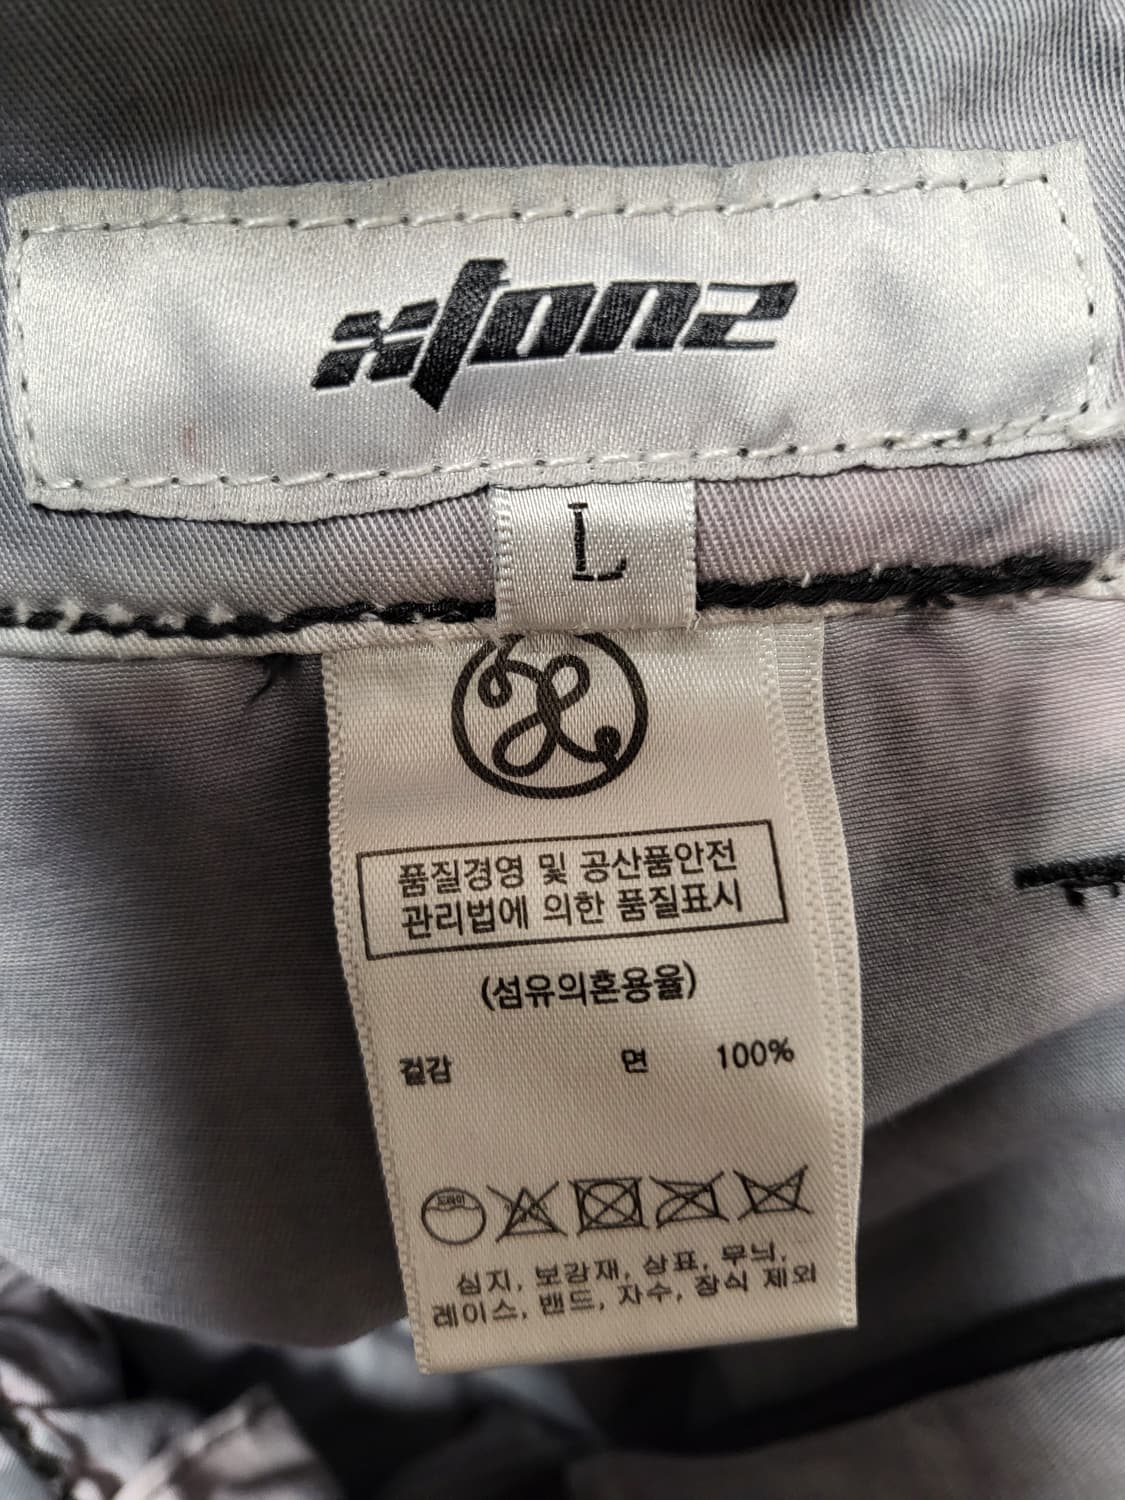 xfonz
L
품질경영 및 공산품안전
관리법에 의한 품질표시
(섬유의혼용율)
겉감 면 100%
드라이
심지, 보강재, 상표, 무늬,
레이스, 밴드, 자수, 장식 제외